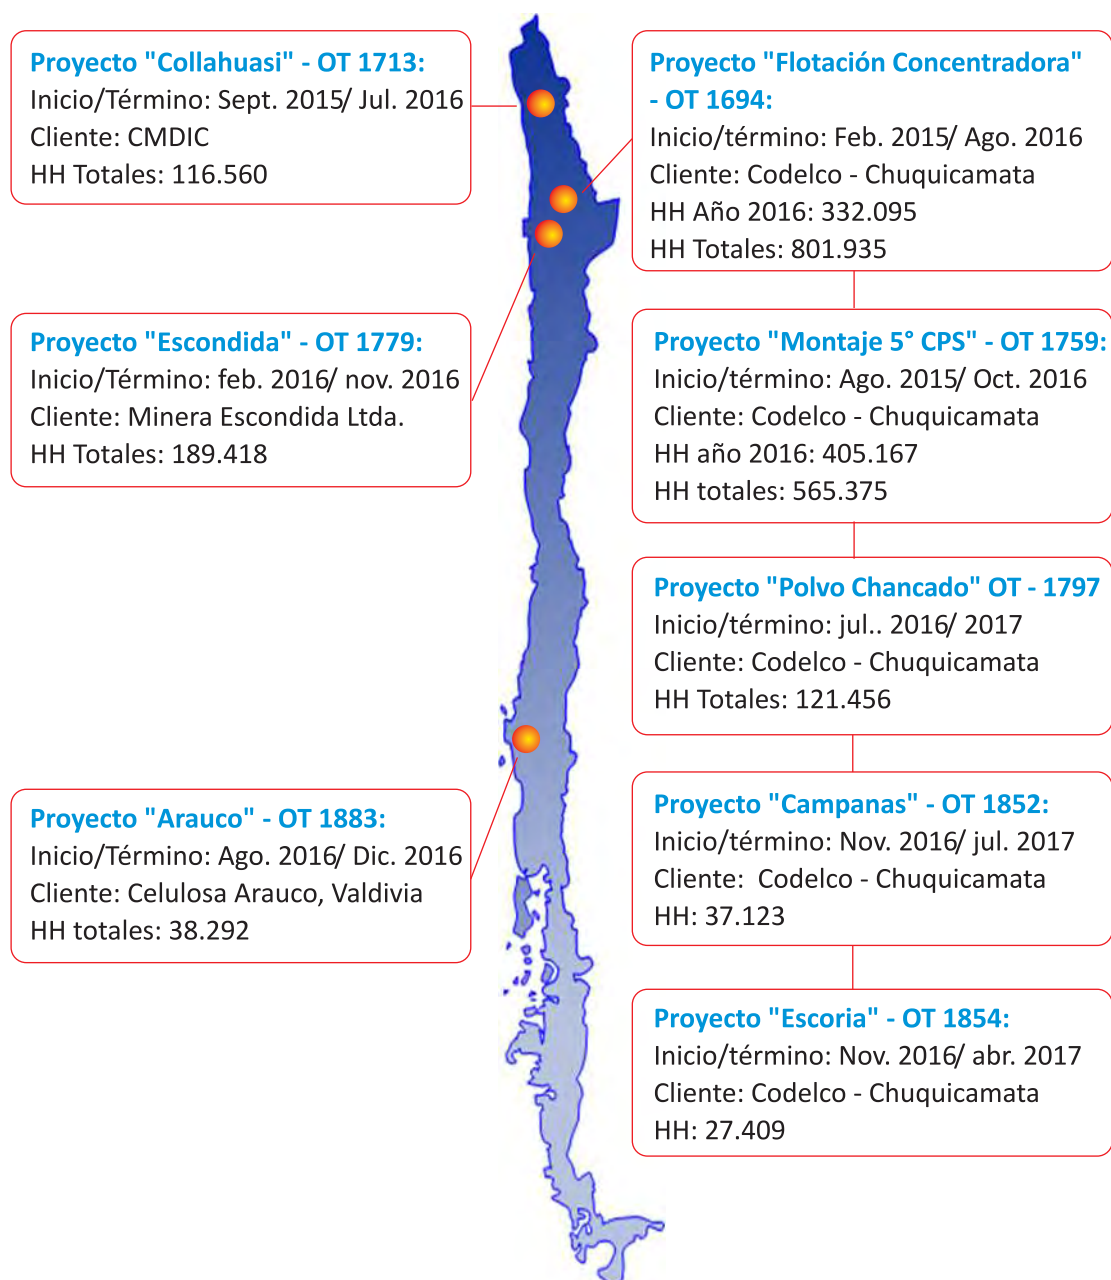 Proyecto "Collahuasi" - OT 1713:
Inicio/Término: Sept. 2015/ Jul. 2016
Cliente: CMDIC
HH Totales: 116.560
Proyecto "Escondida" - OT 1779:
Inicio/Término: feb. 2016/ nov. 2016
Cliente: Minera Escondida Ltda.
HH Totales: 189.418
Proyecto "Arauco" - OT 1883:
Inicio/Término: Ago. 2016/ Dic. 2016
Cliente: Celulosa Arauco, Valdivia
HH totales: 38.292
Proyecto "Flotación Concentradora"
- OT 1694:
Inicio/término: Feb. 2015/ Ago. 2016
Cliente: Codelco - Chuquicamata
HH Año 2016: 332.095
HH Totales: 801.935
Proyecto "Montaje 5° CPS" - OT 1759:
Inicio/término: Ago. 2015/ Oct. 2016
Cliente: Codelco - Chuquicamata
HH año 2016: 405.167
HH totales: 565.375
Proyecto "Polvo Chancado" OT - 1797
Inicio/término: jul.. 2016/ 2017
Cliente: Codelco - Chuquicamata
HH Totales: 121.456
Proyecto "Campanas" - OT 1852:
Inicio/término: Nov. 2016/ jul. 2017
Cliente:  Codelco - Chuquicamata
HH: 37.123
Proyecto "Escoria" - OT 1854:
Inicio/término: Nov. 2016/ abr. 2017
Cliente: Codelco - Chuquicamata
HH: 27.409